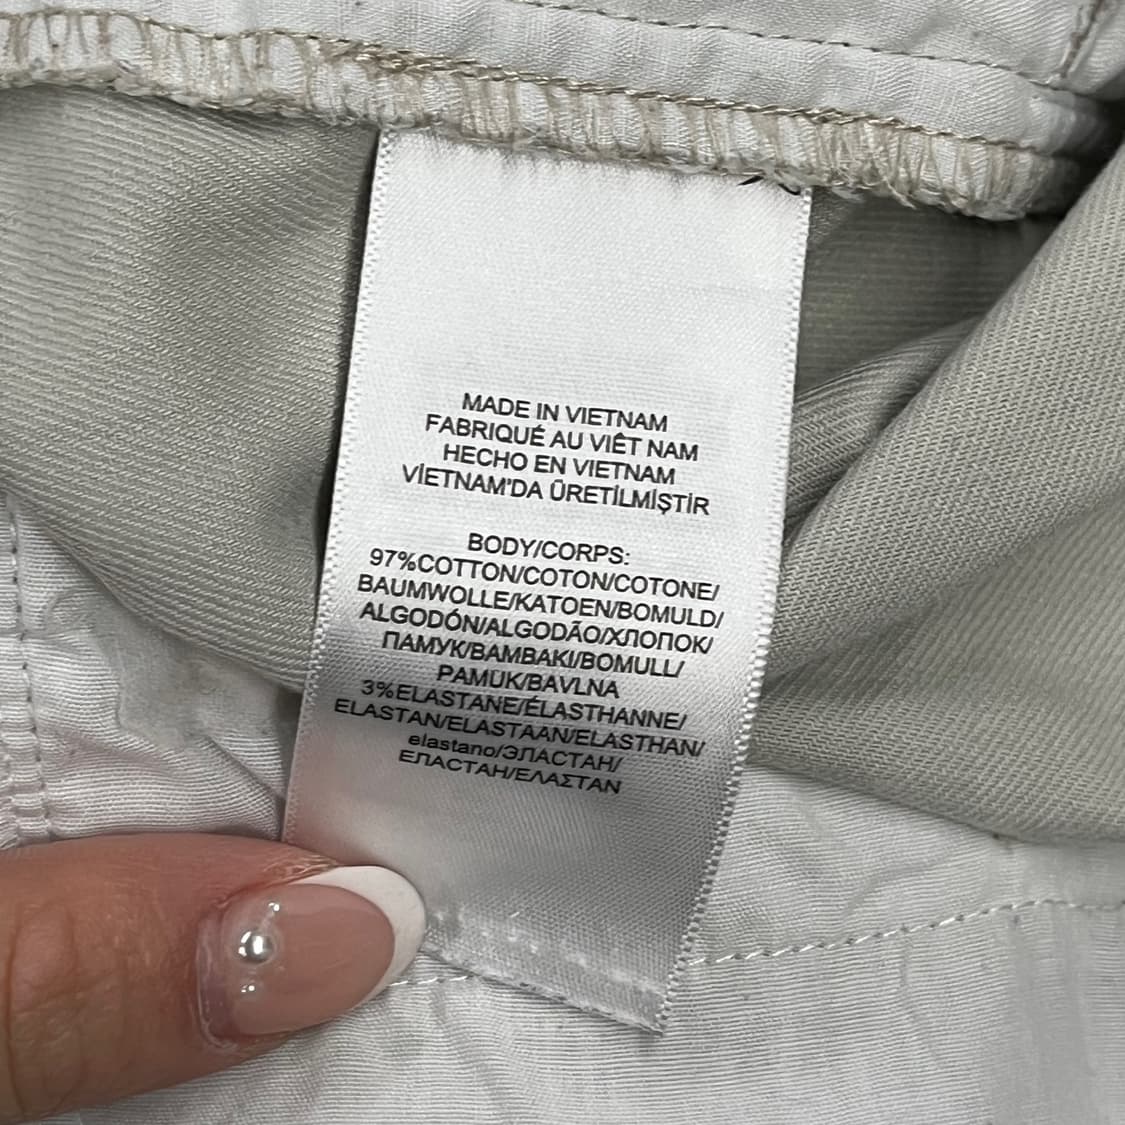 MADE IN VIETNAM
FABRIQUÉ AU VIÊT NAM
HECHO EN VIETNAM
VİETNAM'DA ÜRETİLMİŞTİR
BODY/CORPS:
97%COTTON/COTON/COTONE/
BAUMWOLLE/KATOEN/BOMULD/
ALGODÓN/ALGODÃO/ХЛОПОК/
ПАМУК/BAMBAKI/BOMULL/
PAMUK/BAVLNA
3%ELASTANE/ÉLASTHANNE/
ELASTAN/ELASTAAN/ELASTHAN/
elastano/ЭЛАСТАН/
ЕЛАСТАН/ΕΛΑΣΤΑΝ